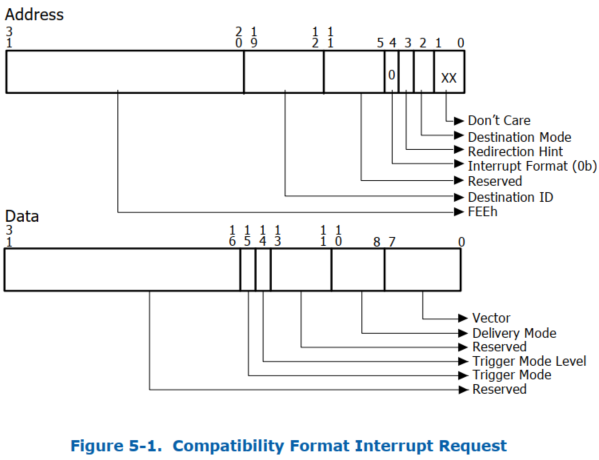 Address
3 2 1 1 1
1 0 9 2 1 5 4 3 2 1 0
0 XX
Don't Care
Destination Mode
Redirection Hint
Interrupt Format (0b)
Reserved
Destination ID
FEEh
Data
3 1 1 1 1 1 1
1 6 5 4 3 1 0 8 7 0
Vector
Delivery Mode
Reserved
Trigger Mode Level
Trigger Mode
Reserved
Figure 5-1. Compatibility Format Interrupt Request